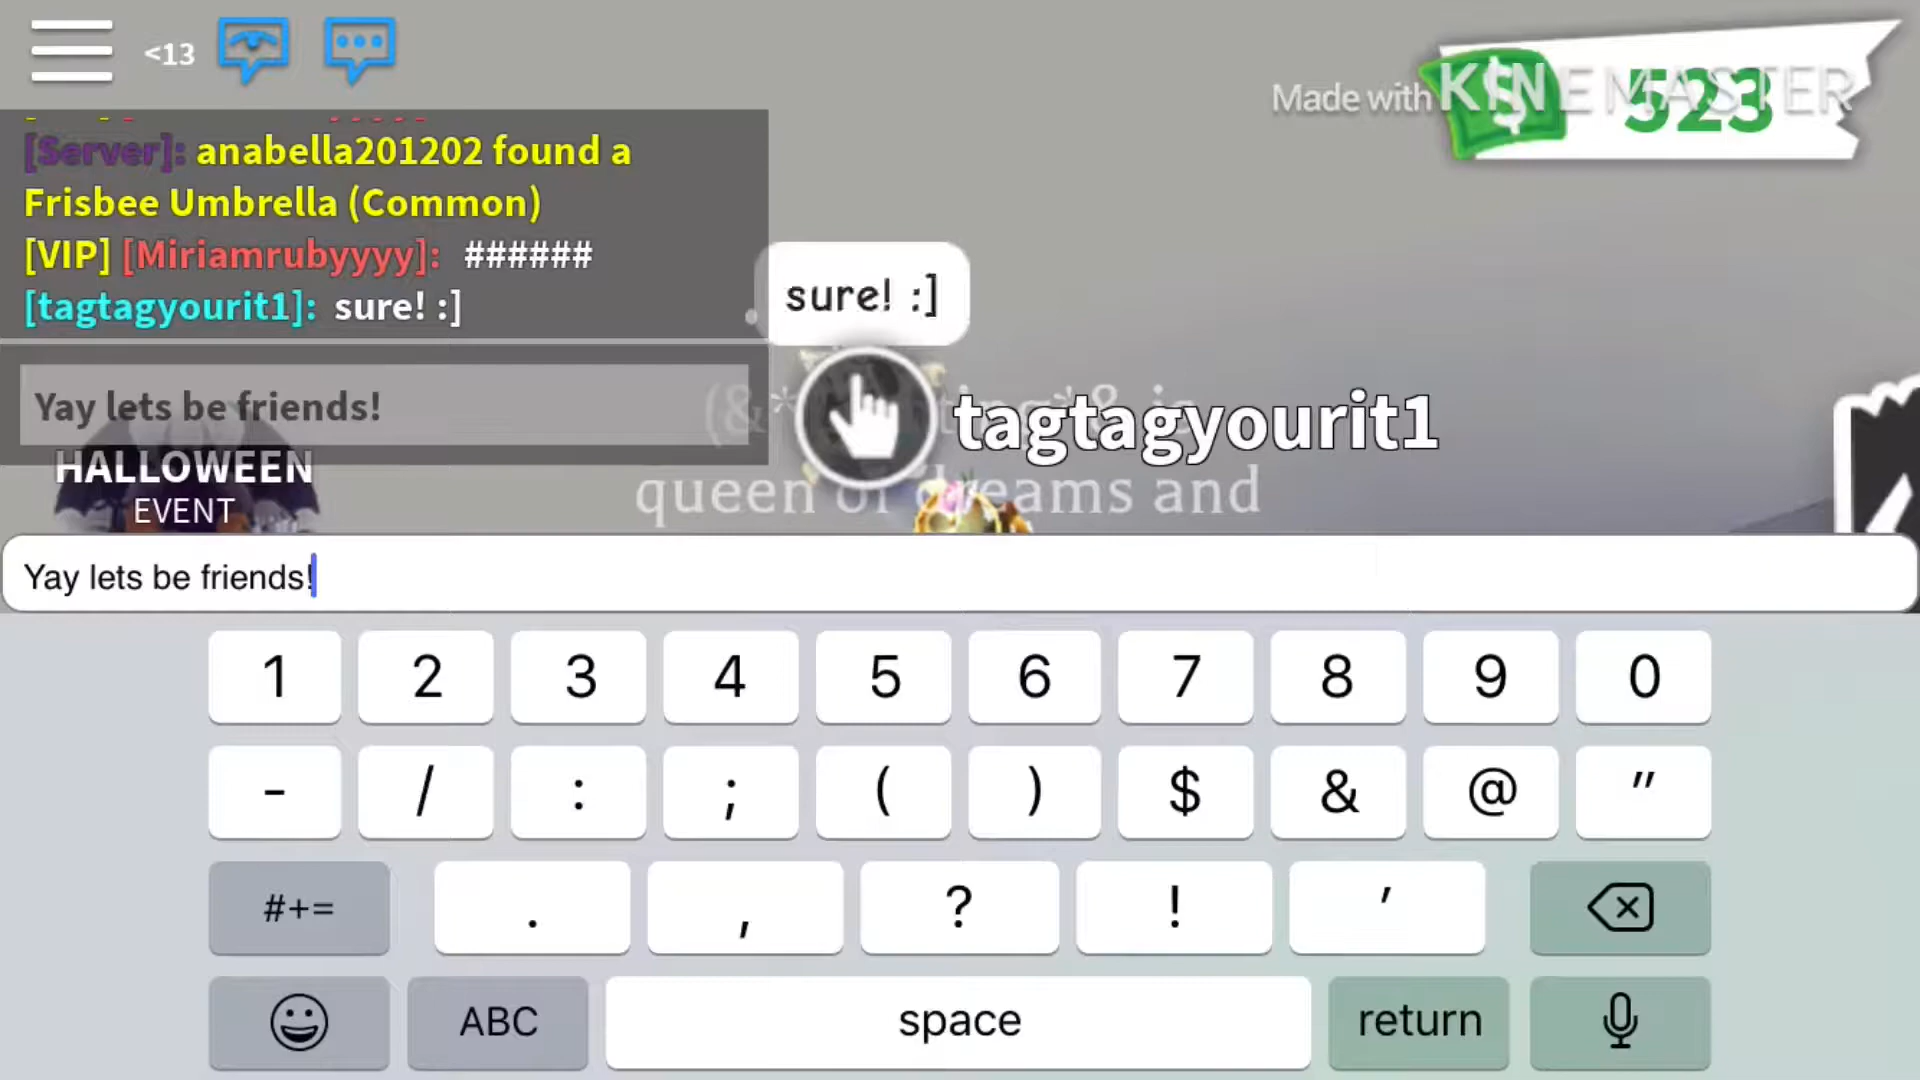 <13
Made with KINEMASTER
523
[Server]: anabella201202 found a
Frisbee Umbrella (Common)
[VIP] [Miriamrubyyyy]: ######
[tagtagyourit1]: sure! :]
sure! :]
Yay lets be friends!
tagtagyourit1
queen of dreams and
HALLOWEEN
EVENT
Yay lets be friends!
1 2 3 4 5 6 7 8 9 0
- / : ; ( ) $ & @ "
#+= . , ? ! '
ABC space return